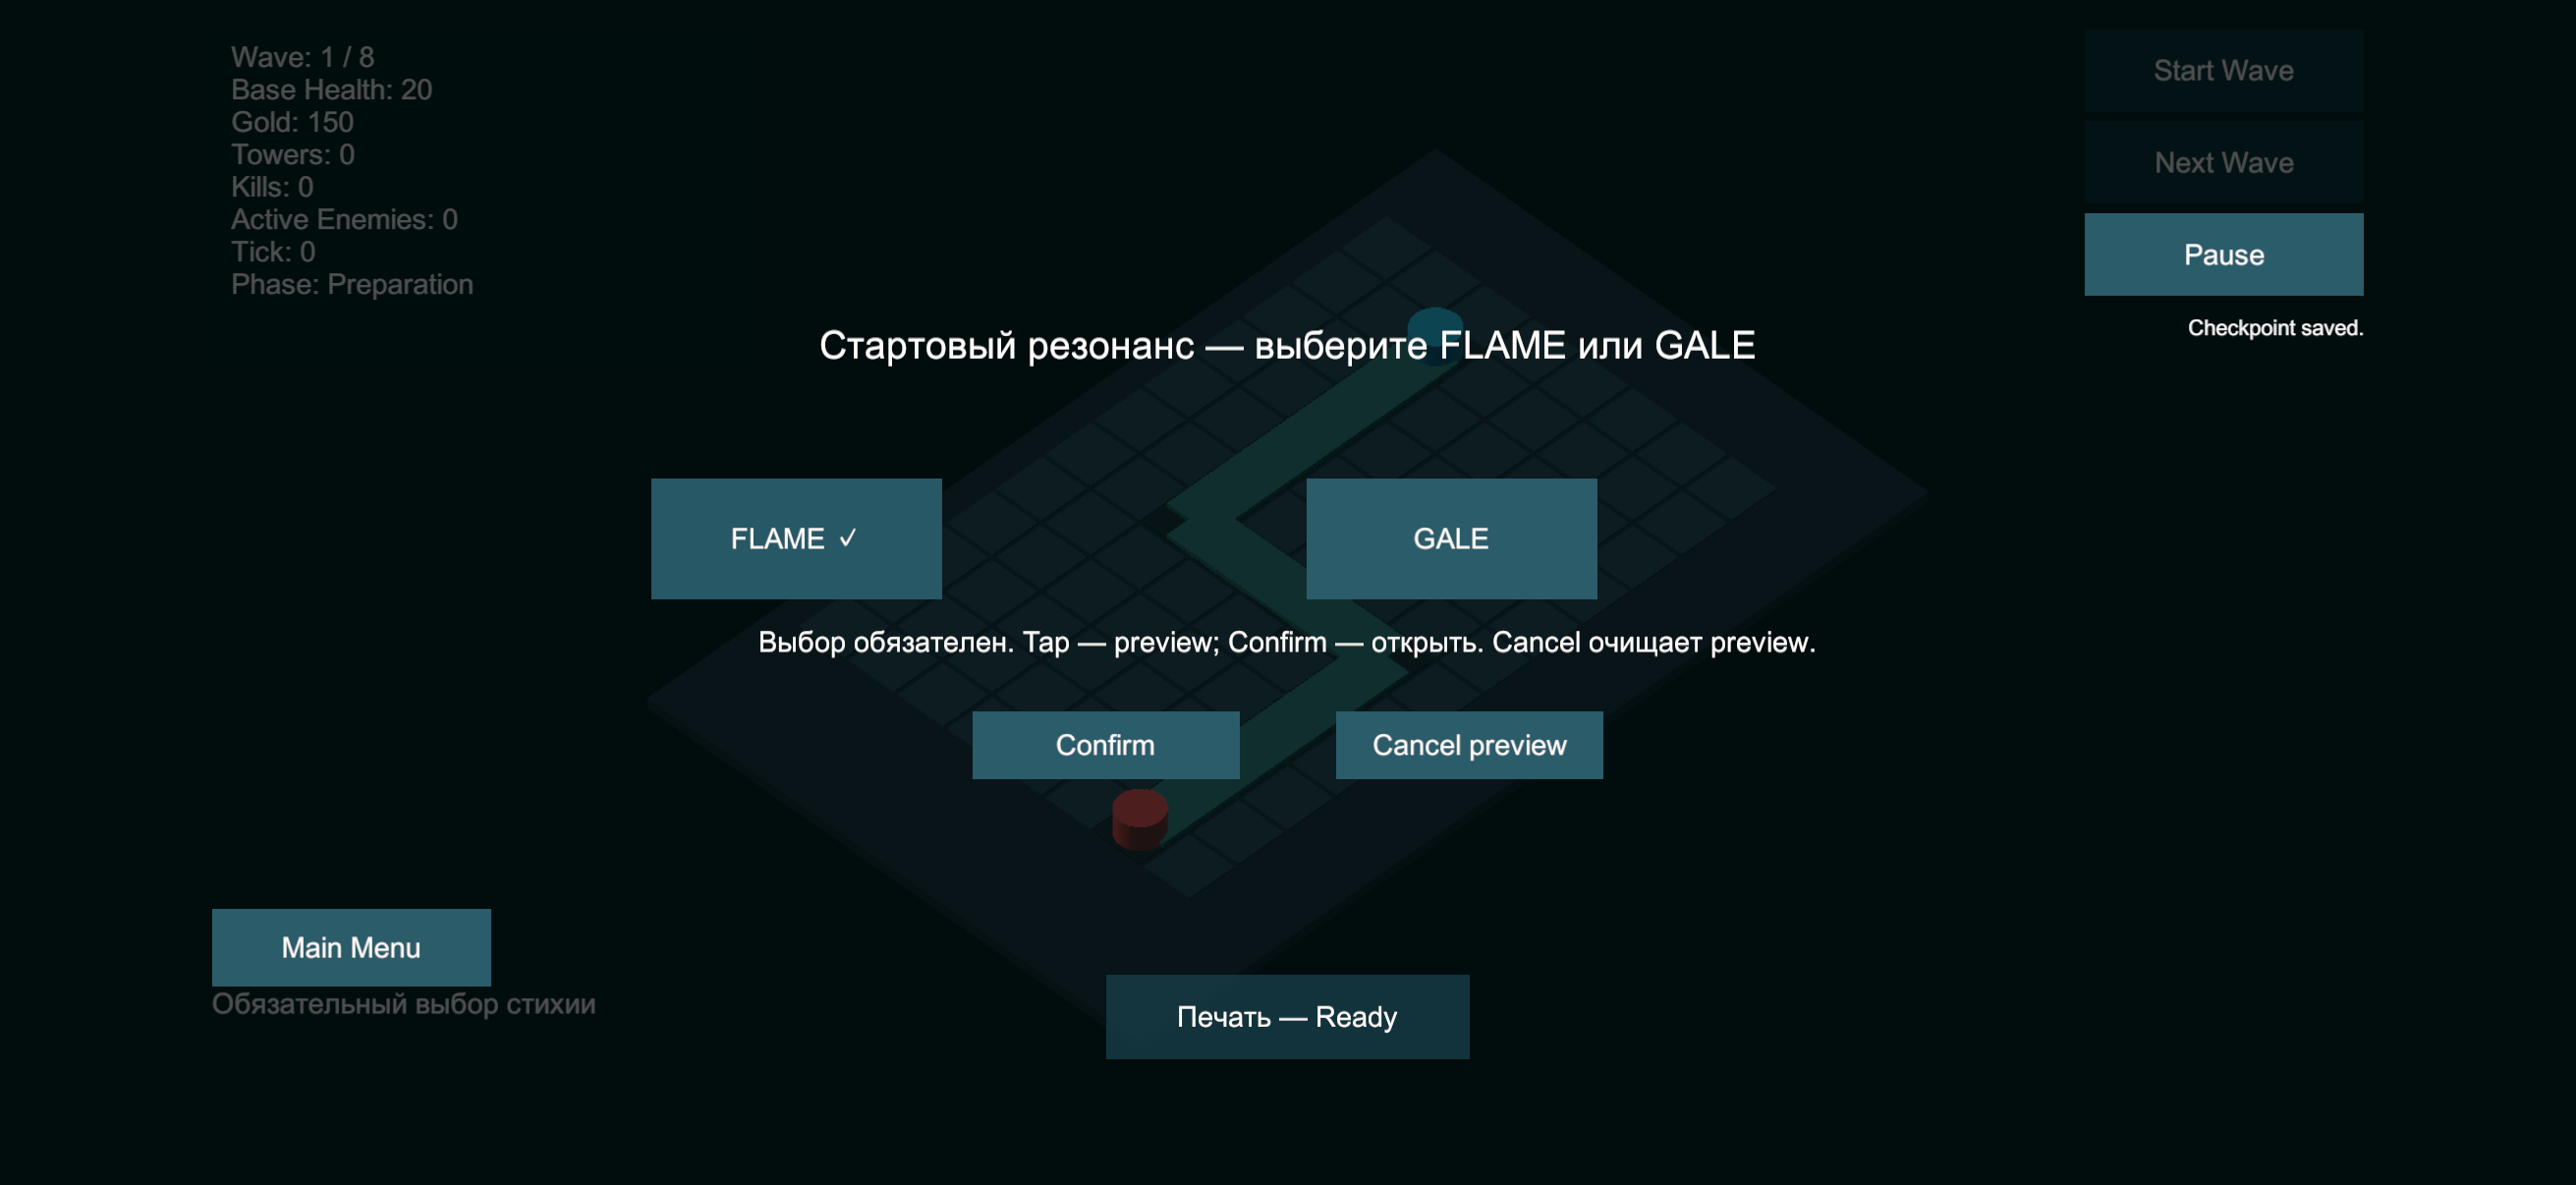 Wave: 1 / 8
Base Health: 20
Gold: 150
Towers: 0
Kills: 0
Active Enemies: 0
Tick: 0
Phase: Preparation
Start Wave
Next Wave
Pause
Checkpoint saved.
Стартовый резонанс — выберите FLAME или GALE
FLAME ✓
GALE
Выбор обязателен. Tap — preview; Confirm — открыть. Cancel очищает preview.
Confirm
Cancel preview
Main Menu
Обязательный выбор стихии
Печать — Ready